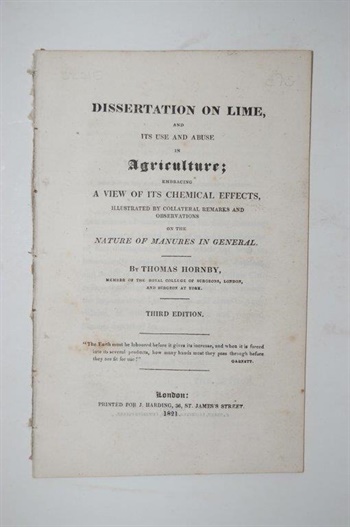 DISSERTATION ON LIME,
AND
ITS USE AND ABUSE
IN
Agriculture;
EMBRACING
A VIEW OF ITS CHEMICAL EFFECTS,
ILLUSTRATED BY COLLATERAL REMARKS AND
OBSERVATIONS
ON THE
NATURE OF MANURES IN GENERAL.
BY THOMAS HORNBY,
MEMBER OF THE ROYAL COLLEGE OF SURGEONS, LONDON,
AND SURGEON AT YORK.
THIRD EDITION.
"The Earth must be laboured before it gives its increase, and when it is forced
into its several products, how many hands must they pass through before
they are fit for use!"
London:
PRINTED FOR J. HARDING, 36, ST. JAMES'S STREET.
1821.